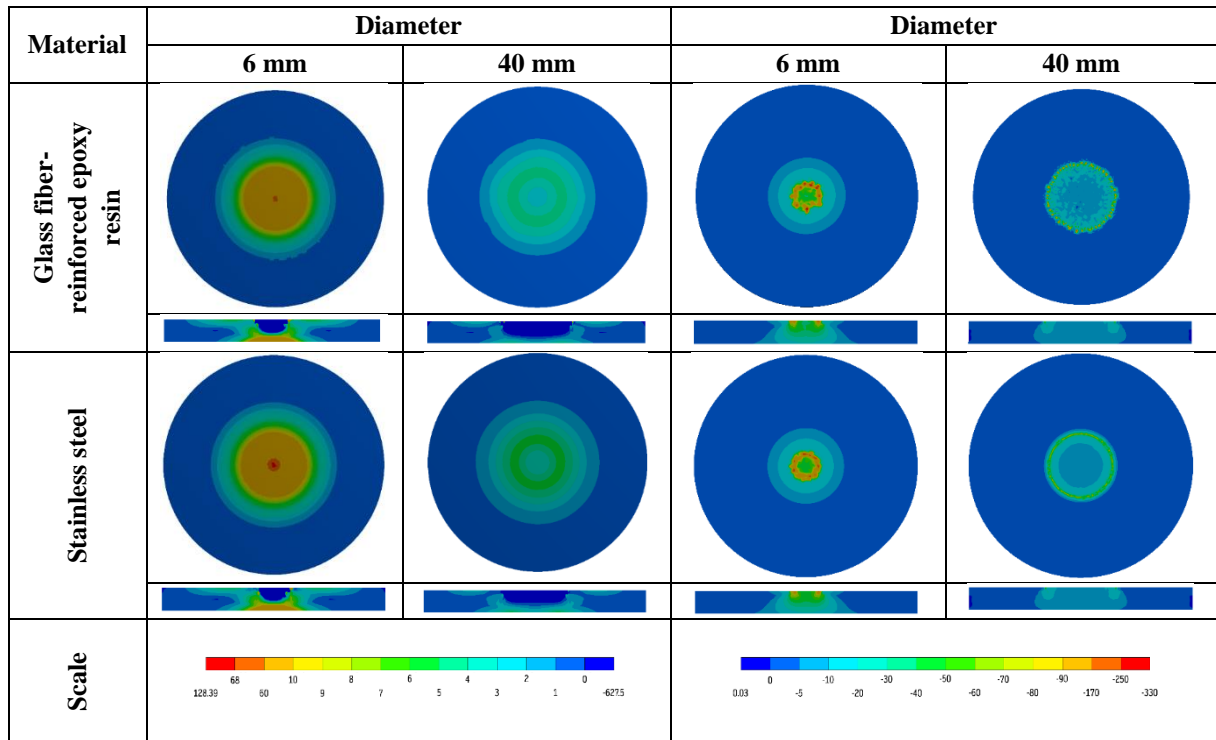 Material
Diameter
Diameter
6 mm
40 mm
6 mm
40 mm
Glass fiber-
reinforced epoxy
resin
Stainless steel
Scale
68 10 8 6 4 2 0
128.39 60 9 7 5 3 1 -627.5
0 -10 -30 -50 -70 -90 -250
0.03 -5 -20 -40 -60 -80 -170 -330